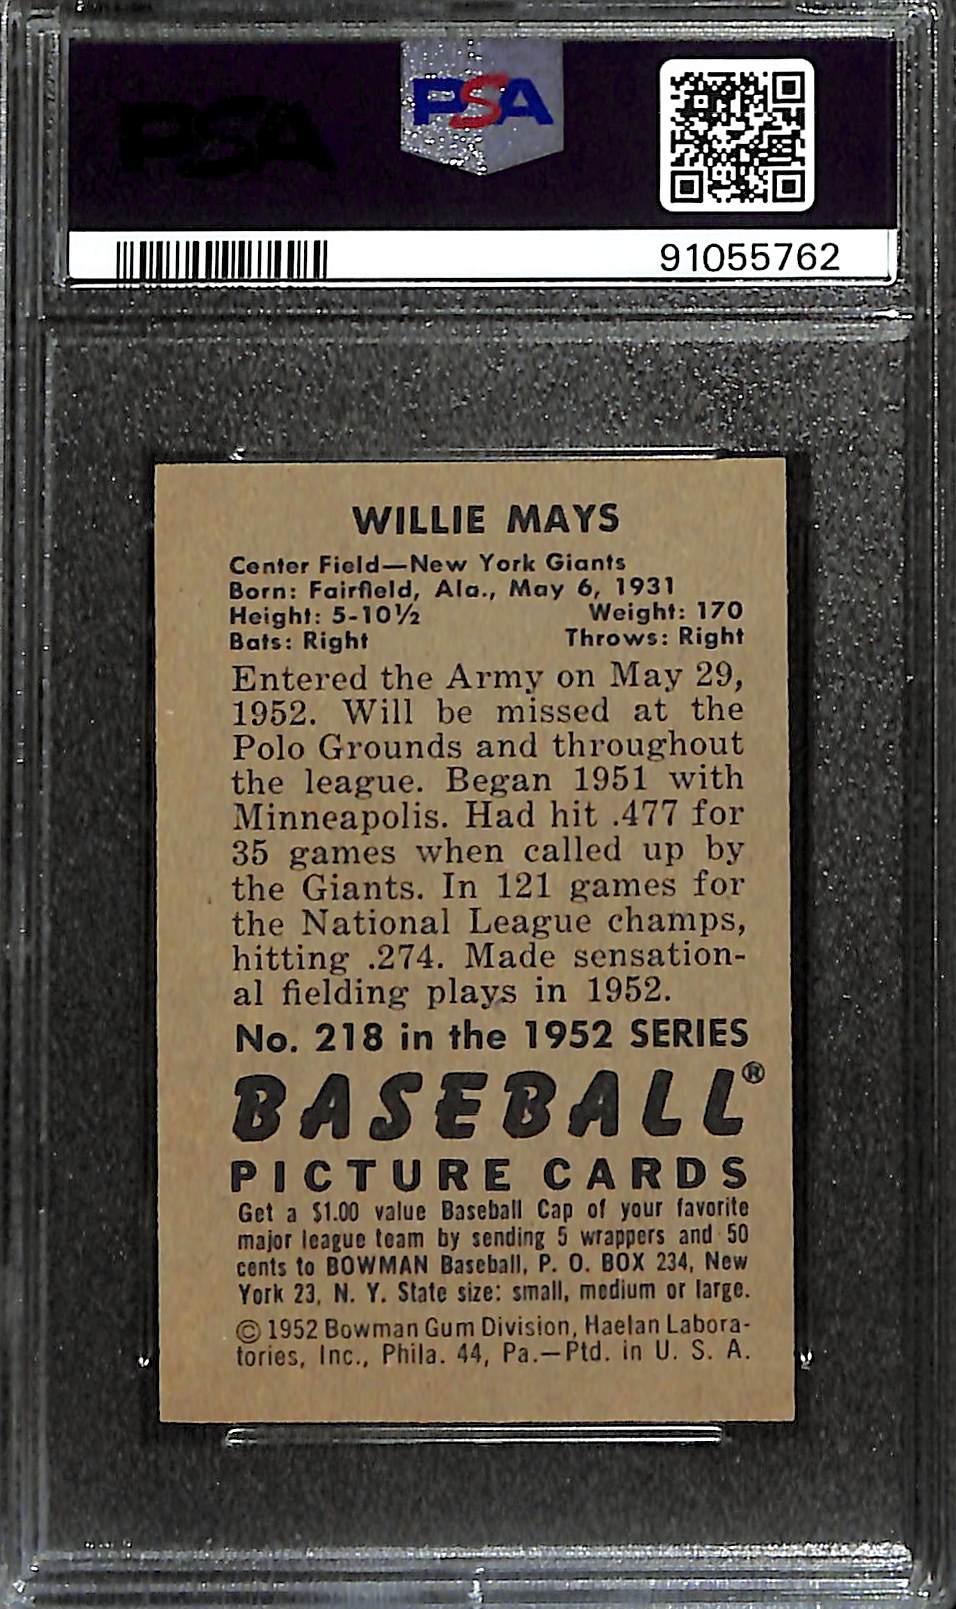 PSA
PSA
91055762
WILLIE MAYS
Center Field—New York Giants
Born: Fairfield, Ala., May 6, 1931
Height: 5-10½ Weight: 170
Bats: Right Throws: Right
Entered the Army on May 29,
1952. Will be missed at the
Polo Grounds and throughout
the league. Began 1951 with
Minneapolis. Had hit .477 for
35 games when called up by
the Giants. In 121 games for
the National League champs,
hitting .274. Made sensation-
al fielding plays in 1952.
No. 218 in the 1952 SERIES
BASEBALL®
PICTURE CARDS
Get a $1.00 value Baseball Cap of your favorite
major league team by sending 5 wrappers and 50
cents to BOWMAN Baseball, P. O. BOX 234, New
York 23, N. Y. State size: small, medium or large.
© 1952 Bowman Gum Division, Haelan Labora-
tories, Inc., Phila. 44, Pa.—Ptd. in U. S. A.